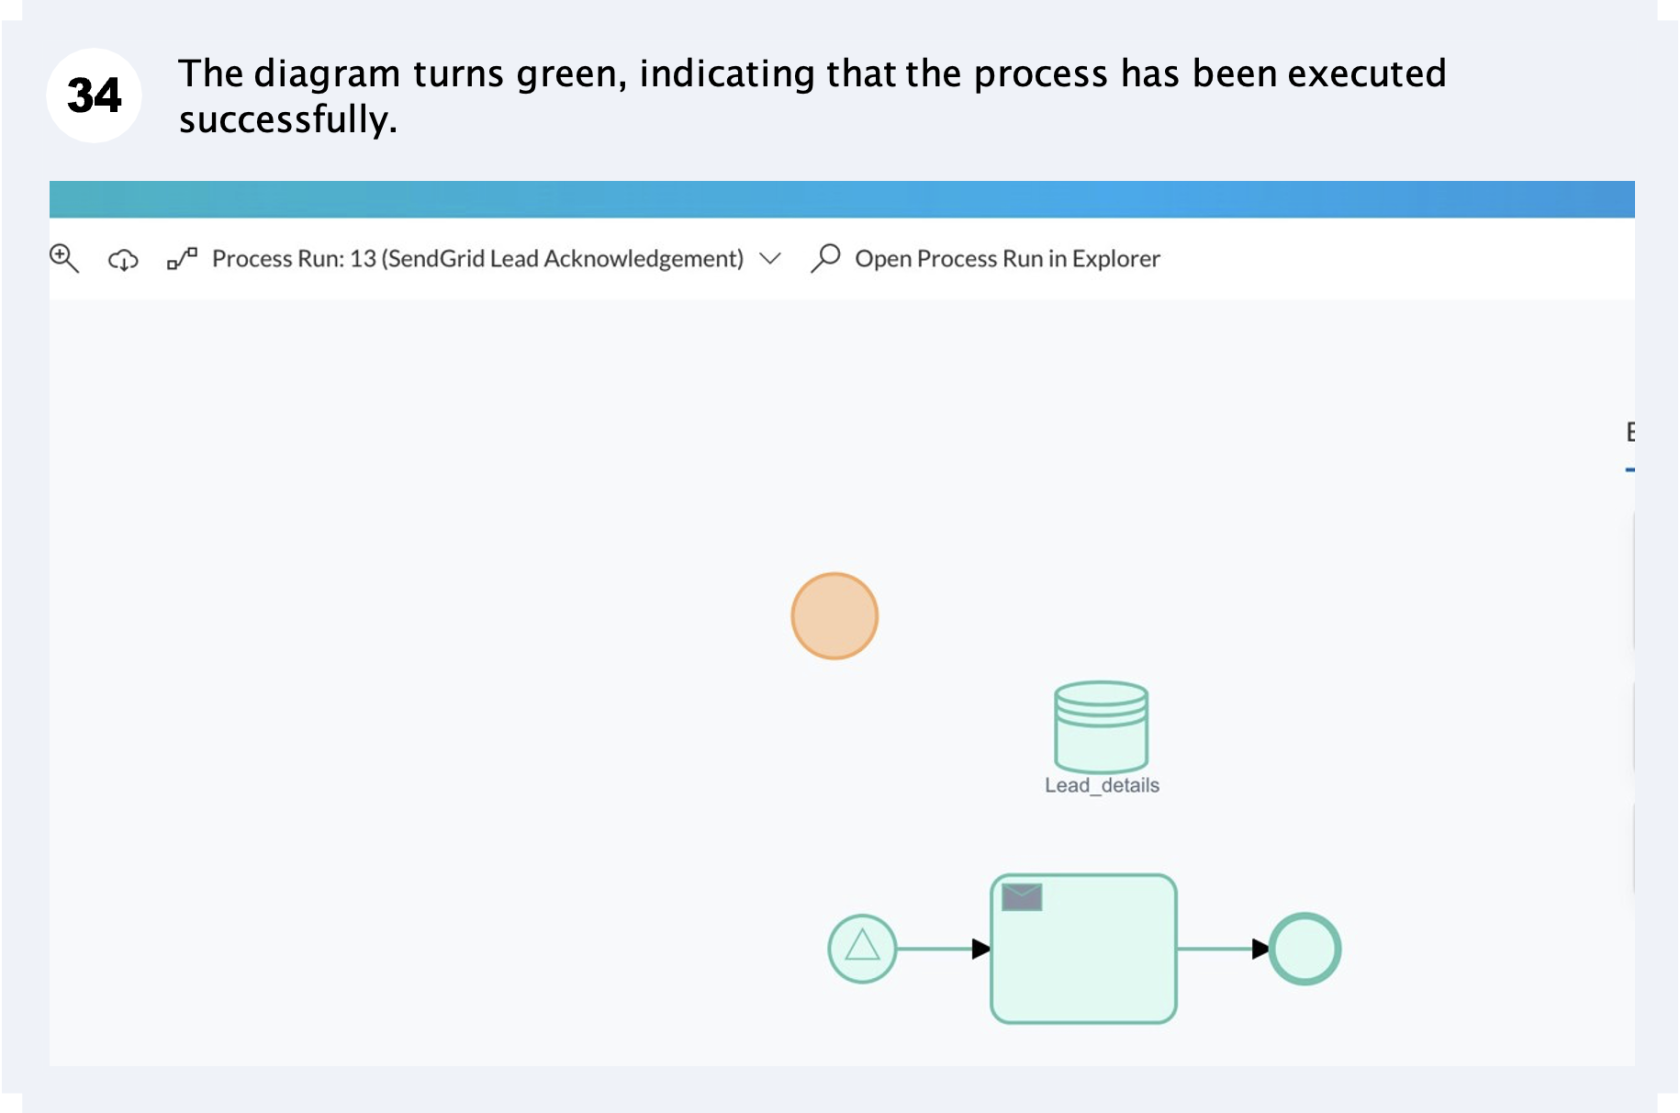 34
The diagram turns green, indicating that the process has been executed
successfully.
Process Run: 13 (SendGrid Lead Acknowledgement)
Open Process Run in Explorer
Lead_details